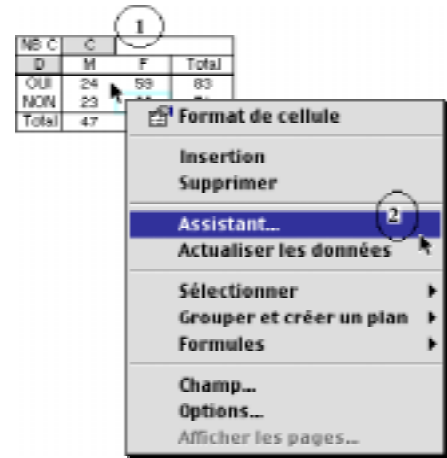 1
NB C C
D M F Total
OUI 24 59 83
NON 23
Total 47
Format de cellule
Insertion
Supprimer
Assistant...
2
Actualiser les données
Sélectionner
Grouper et créer un plan
Formules
Champ...
Options...
Afficher les pages...